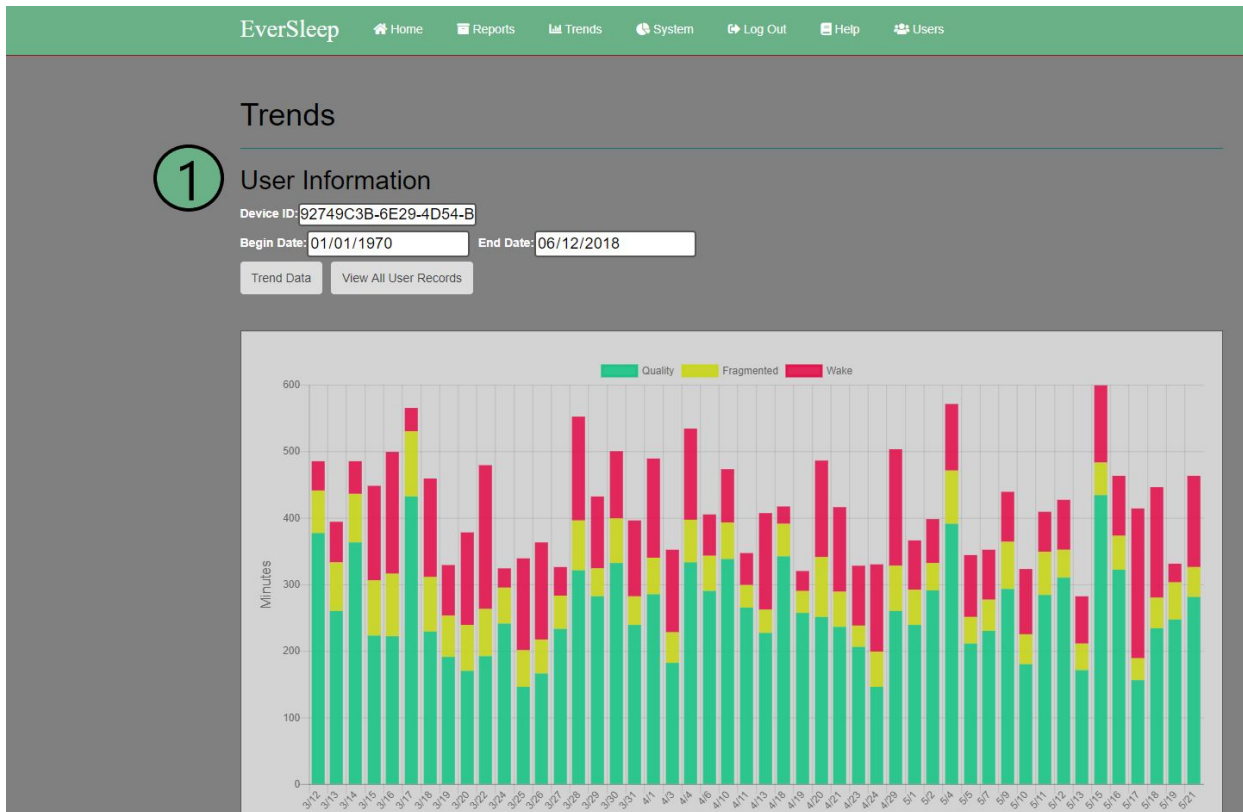 EverSleep Home Reports Trends System Log Out Help Users
Trends
1
User Information
Device ID: 92749C3B-6E29-4D54-B
Begin Date: 01/01/1970 End Date: 06/12/2018
Trend Data View All User Records
Quality Fragmented Wake
600
500
400
300
200
100
0
Minutes
3/12 3/13 3/14 3/15 3/16 3/17 3/18 3/19 3/20 3/22 3/24 3/25 3/26 3/27 3/28 3/29 3/30 3/31 4/1 4/3 4/4 4/6 4/10 4/11 4/13 4/18 4/19 4/20 4/21 4/23 4/24 4/29 5/1 5/2 5/4 5/5 5/7 5/9 5/10 5/11 5/12 5/13 5/15 5/16 5/17 5/18 5/19 5/21